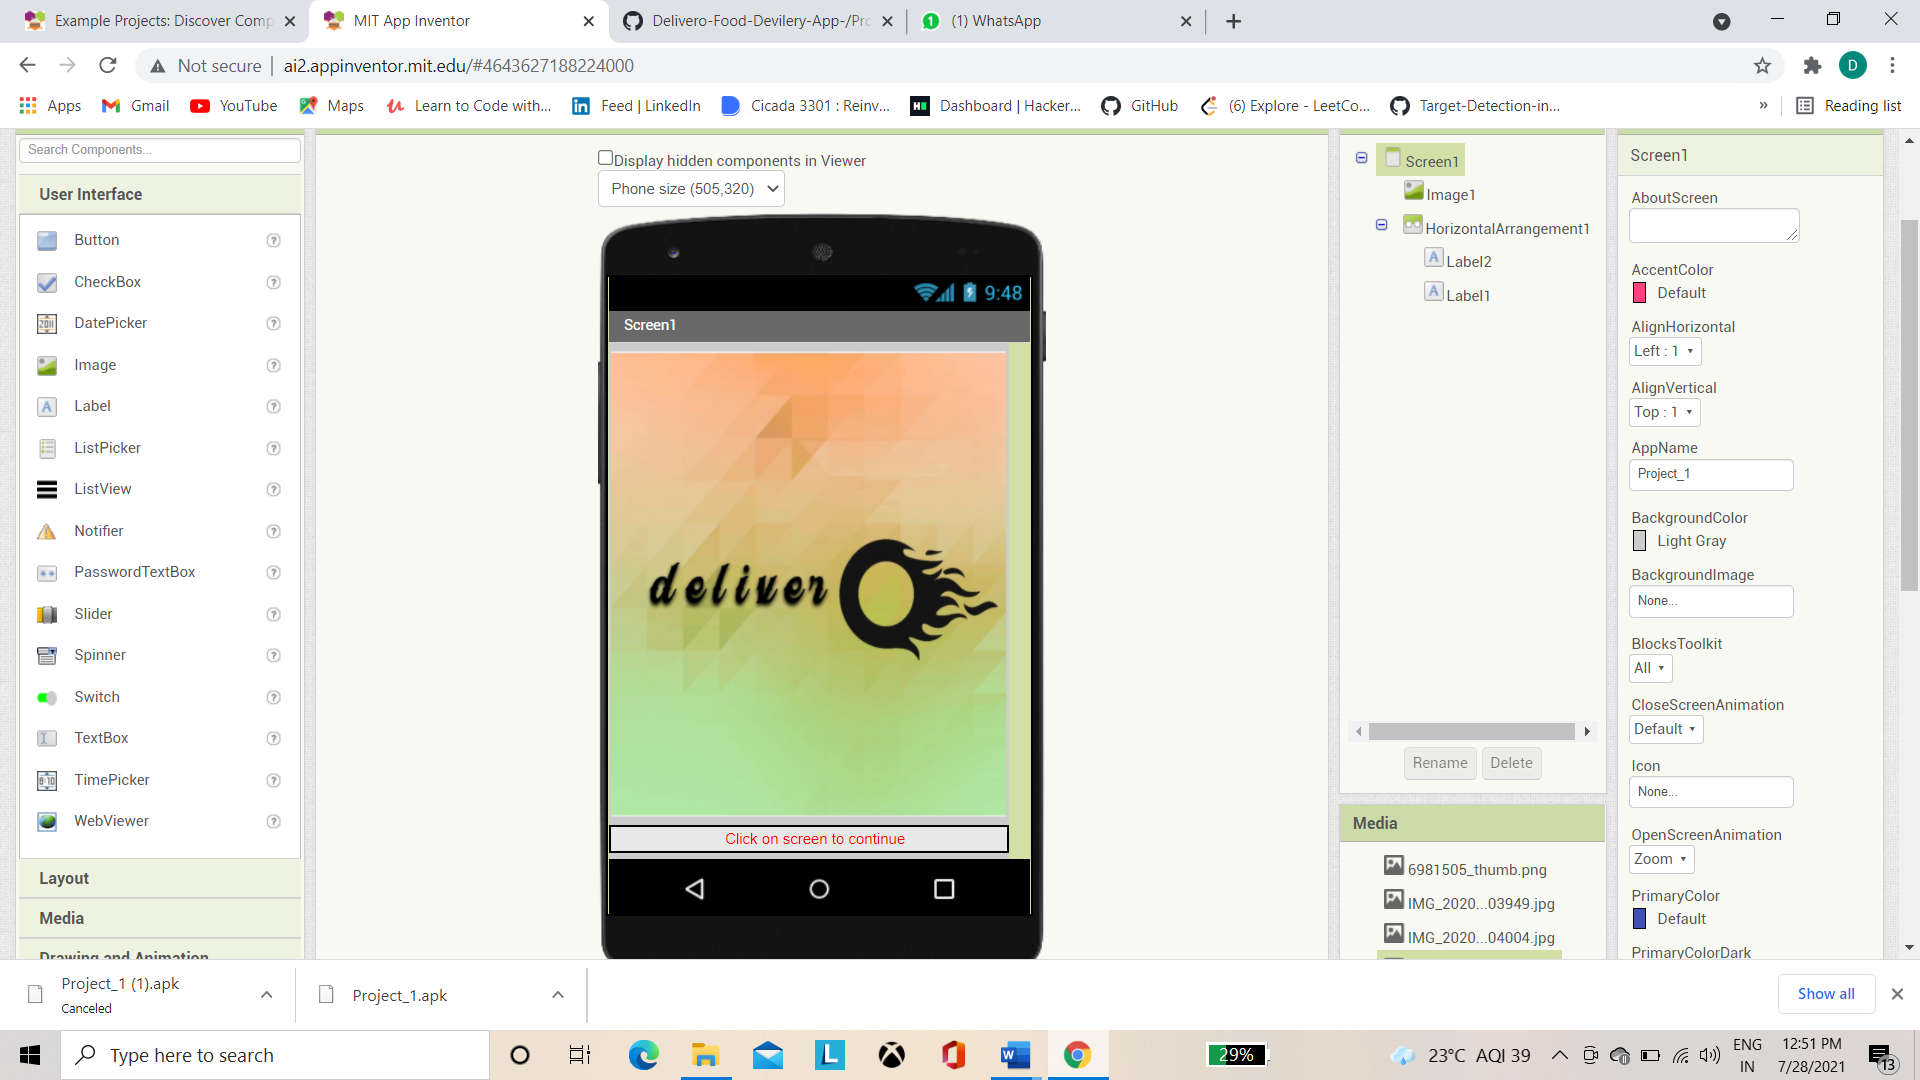 Example Projects: Discover Comp
MIT App Inventor
Delivero-Food-Devilery-App-/Pro
(1) WhatsApp
Not secure
ai2.appinventor.mit.edu/#4643627188224000
D
Apps
Gmail
YouTube
Maps
Learn to Code with...
Feed | LinkedIn
Cicada 3301 : Reinv...
Dashboard | Hacker...
GitHub
(6) Explore - LeetCo...
Target-Detection-in...
»
Reading list
Search Components...
User Interface
Button
CheckBox
DatePicker
Image
Label
ListPicker
ListView
Notifier
PasswordTextBox
Slider
Spinner
Switch
TextBox
TimePicker
WebViewer
Layout
Media
Drawing and Animation
Display hidden components in Viewer
Phone size (505,320)
9:48
Screen1
deliver
Click on screen to continue
Screen1
Image1
HorizontalArrangement1
Label2
Label1
Rename
Delete
Media
6981505_thumb.png
IMG_2020...03949.jpg
IMG_2020...04004.jpg
Screen1
AboutScreen
AccentColor
Default
AlignHorizontal
Left : 1
AlignVertical
Top : 1
AppName
Project_1
BackgroundColor
Light Gray
BackgroundImage
None...
BlocksToolkit
All
CloseScreenAnimation
Default
Icon
None...
OpenScreenAnimation
Zoom
PrimaryColor
Default
PrimaryColorDark
Project_1 (1).apk
Canceled
Project_1.apk
Show all
Type here to search
29%
23°C AQI 39
ENG
IN
12:51 PM
7/28/2021
13